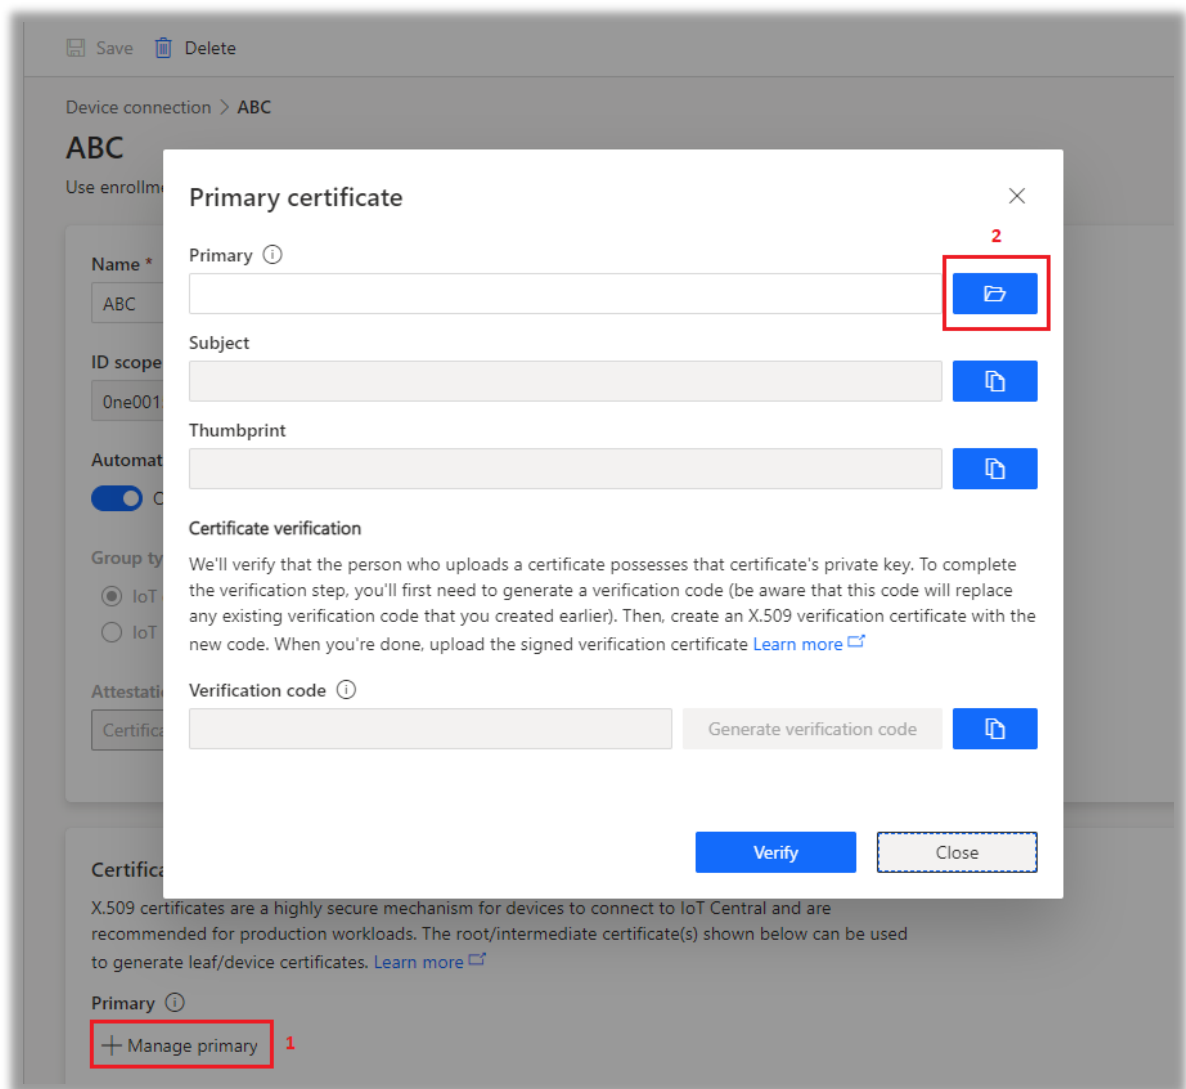 Save Delete
Device connection > ABC
ABC
Use enrollm
Primary certificate
2
Primary
Name *
ABC
Subject
ID scope
0ne001
Thumbprint
Automat
Certificate verification
We'll verify that the person who uploads a certificate possesses that certificate's private key. To complete
the verification step, you'll first need to generate a verification code (be aware that this code will replace
any existing verification code that you created earlier). Then, create an X.509 verification certificate with the
new code. When you're done, upload the signed verification certificate Learn more
Group ty
IoT
IoT
Verification code
Generate verification code
Attestati
Certifica
Verify Close
Certifica
X.509 certificates are a highly secure mechanism for devices to connect to IoT Central and are
recommended for production workloads. The root/intermediate certificate(s) shown below can be used
to generate leaf/device certificates. Learn more
Primary
Manage primary 1